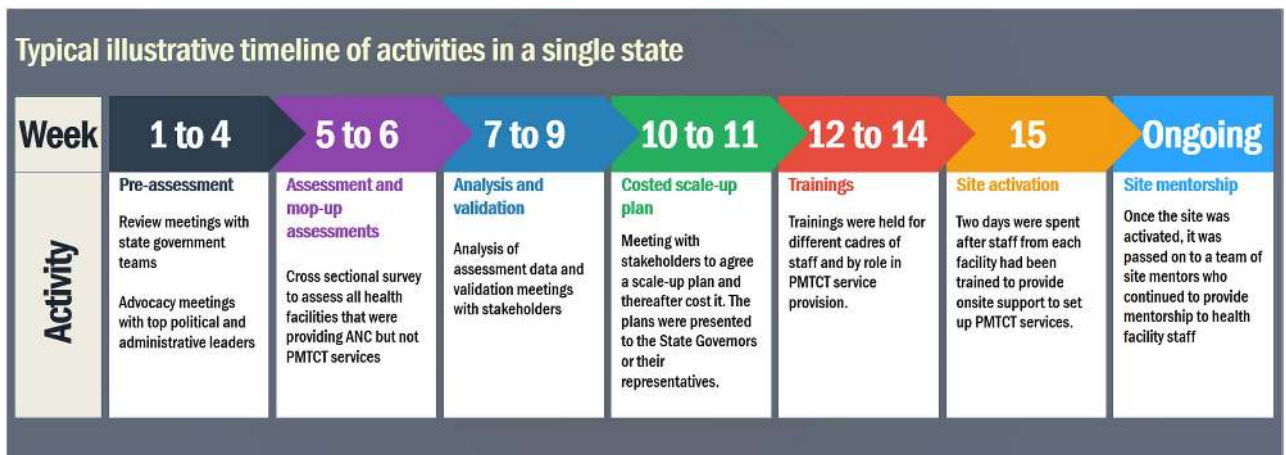 Typical illustrative timeline of activities in a single state
Week
1 to 4
5 to 6
7 to 9
10 to 11
12 to 14
15
Ongoing
Activity
Pre-assessment
Review meetings with
state government
teams
Advocacy meetings
with top political and
administrative leaders
Assessment and
mop-up
assessments
Cross sectional survey
to assess all health
facilities that were
providing ANC but not
PMTCT services
Analysis and
validation
Analysis of
assessment data and
validation meetings
with stakeholders
Costed scale-up
plan
Meeting with
stakeholders to agree
a scale-up plan and
thereafter cost it. The
plans were presented
to the State Governors
or their
representatives.
Trainings
Trainings were held for
different cadres of
staff and by role in
PMTCT service
provision.
Site activation
Two days were spent
after staff from each
facility had been
trained to provide
onsite support to set
up PMTCT services.
Site mentorship
Once the site was
activated, it was
passed on to a team of
site mentors who
continued to provide
mentorship to health
facility staff